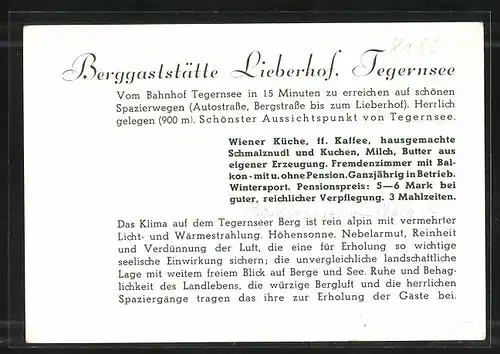 Berggaststätte Lieberhof, Tegernsee
Vom Bahnhof Tegernsee in 15 Minuten zu erreichen auf schönen
Spazierwegen (Autostraße, Bergstraße bis zum Lieberhof). Herrlich
gelegen (900 m). Schönster Aussichtspunkt von Tegernsee.
Wiener Küche, ff. Kaffee, hausgemachte
Schmalznudl und Kuchen, Milch, Butter aus
eigener Erzeugung. Fremdenzimmer mit Bal-
kon - mit u. ohne Pension. Ganzjährig in Betrieb.
Wintersport. Pensionspreis: 5—6 Mark bei
guter, reichlicher Verpflegung. 3 Mahlzeiten.
Das Klima auf dem Tegernseer Berg ist rein alpin mit vermehrter
Licht- und Wärmestrahlung. Höhensonne. Nebelarmut, Reinheit
und Verdünnung der Luft, die eine für Erholung so wichtige
seelische Einwirkung sichern; die unvergleichliche landschaftliche
Lage mit weitem freiem Blick auf Berge und See. Ruhe und Behag-
lichkeit des Landlebens, die würzige Bergluft und die herrlichen
Spaziergänge tragen das ihre zur Erholung der Gäste bei.